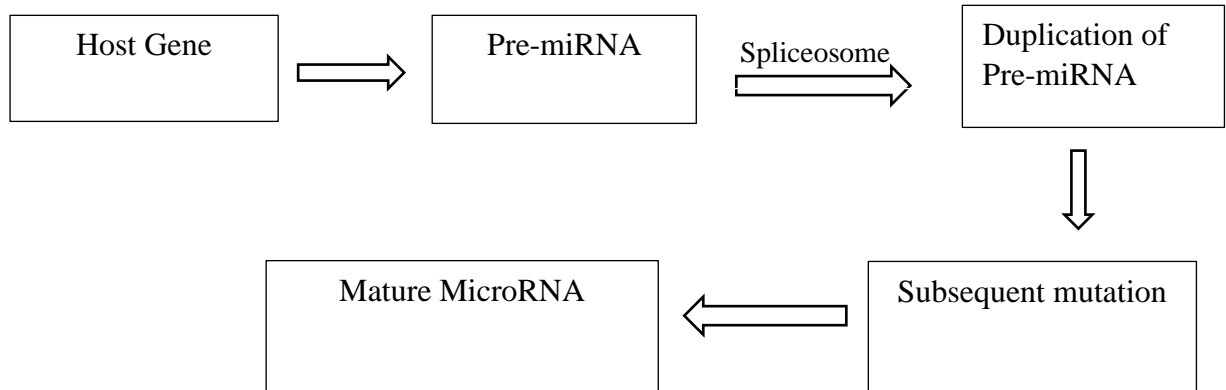 Host Gene
Pre-miRNA
Spliceosome
Duplication of
Pre-miRNA
Subsequent mutation
Mature MicroRNA